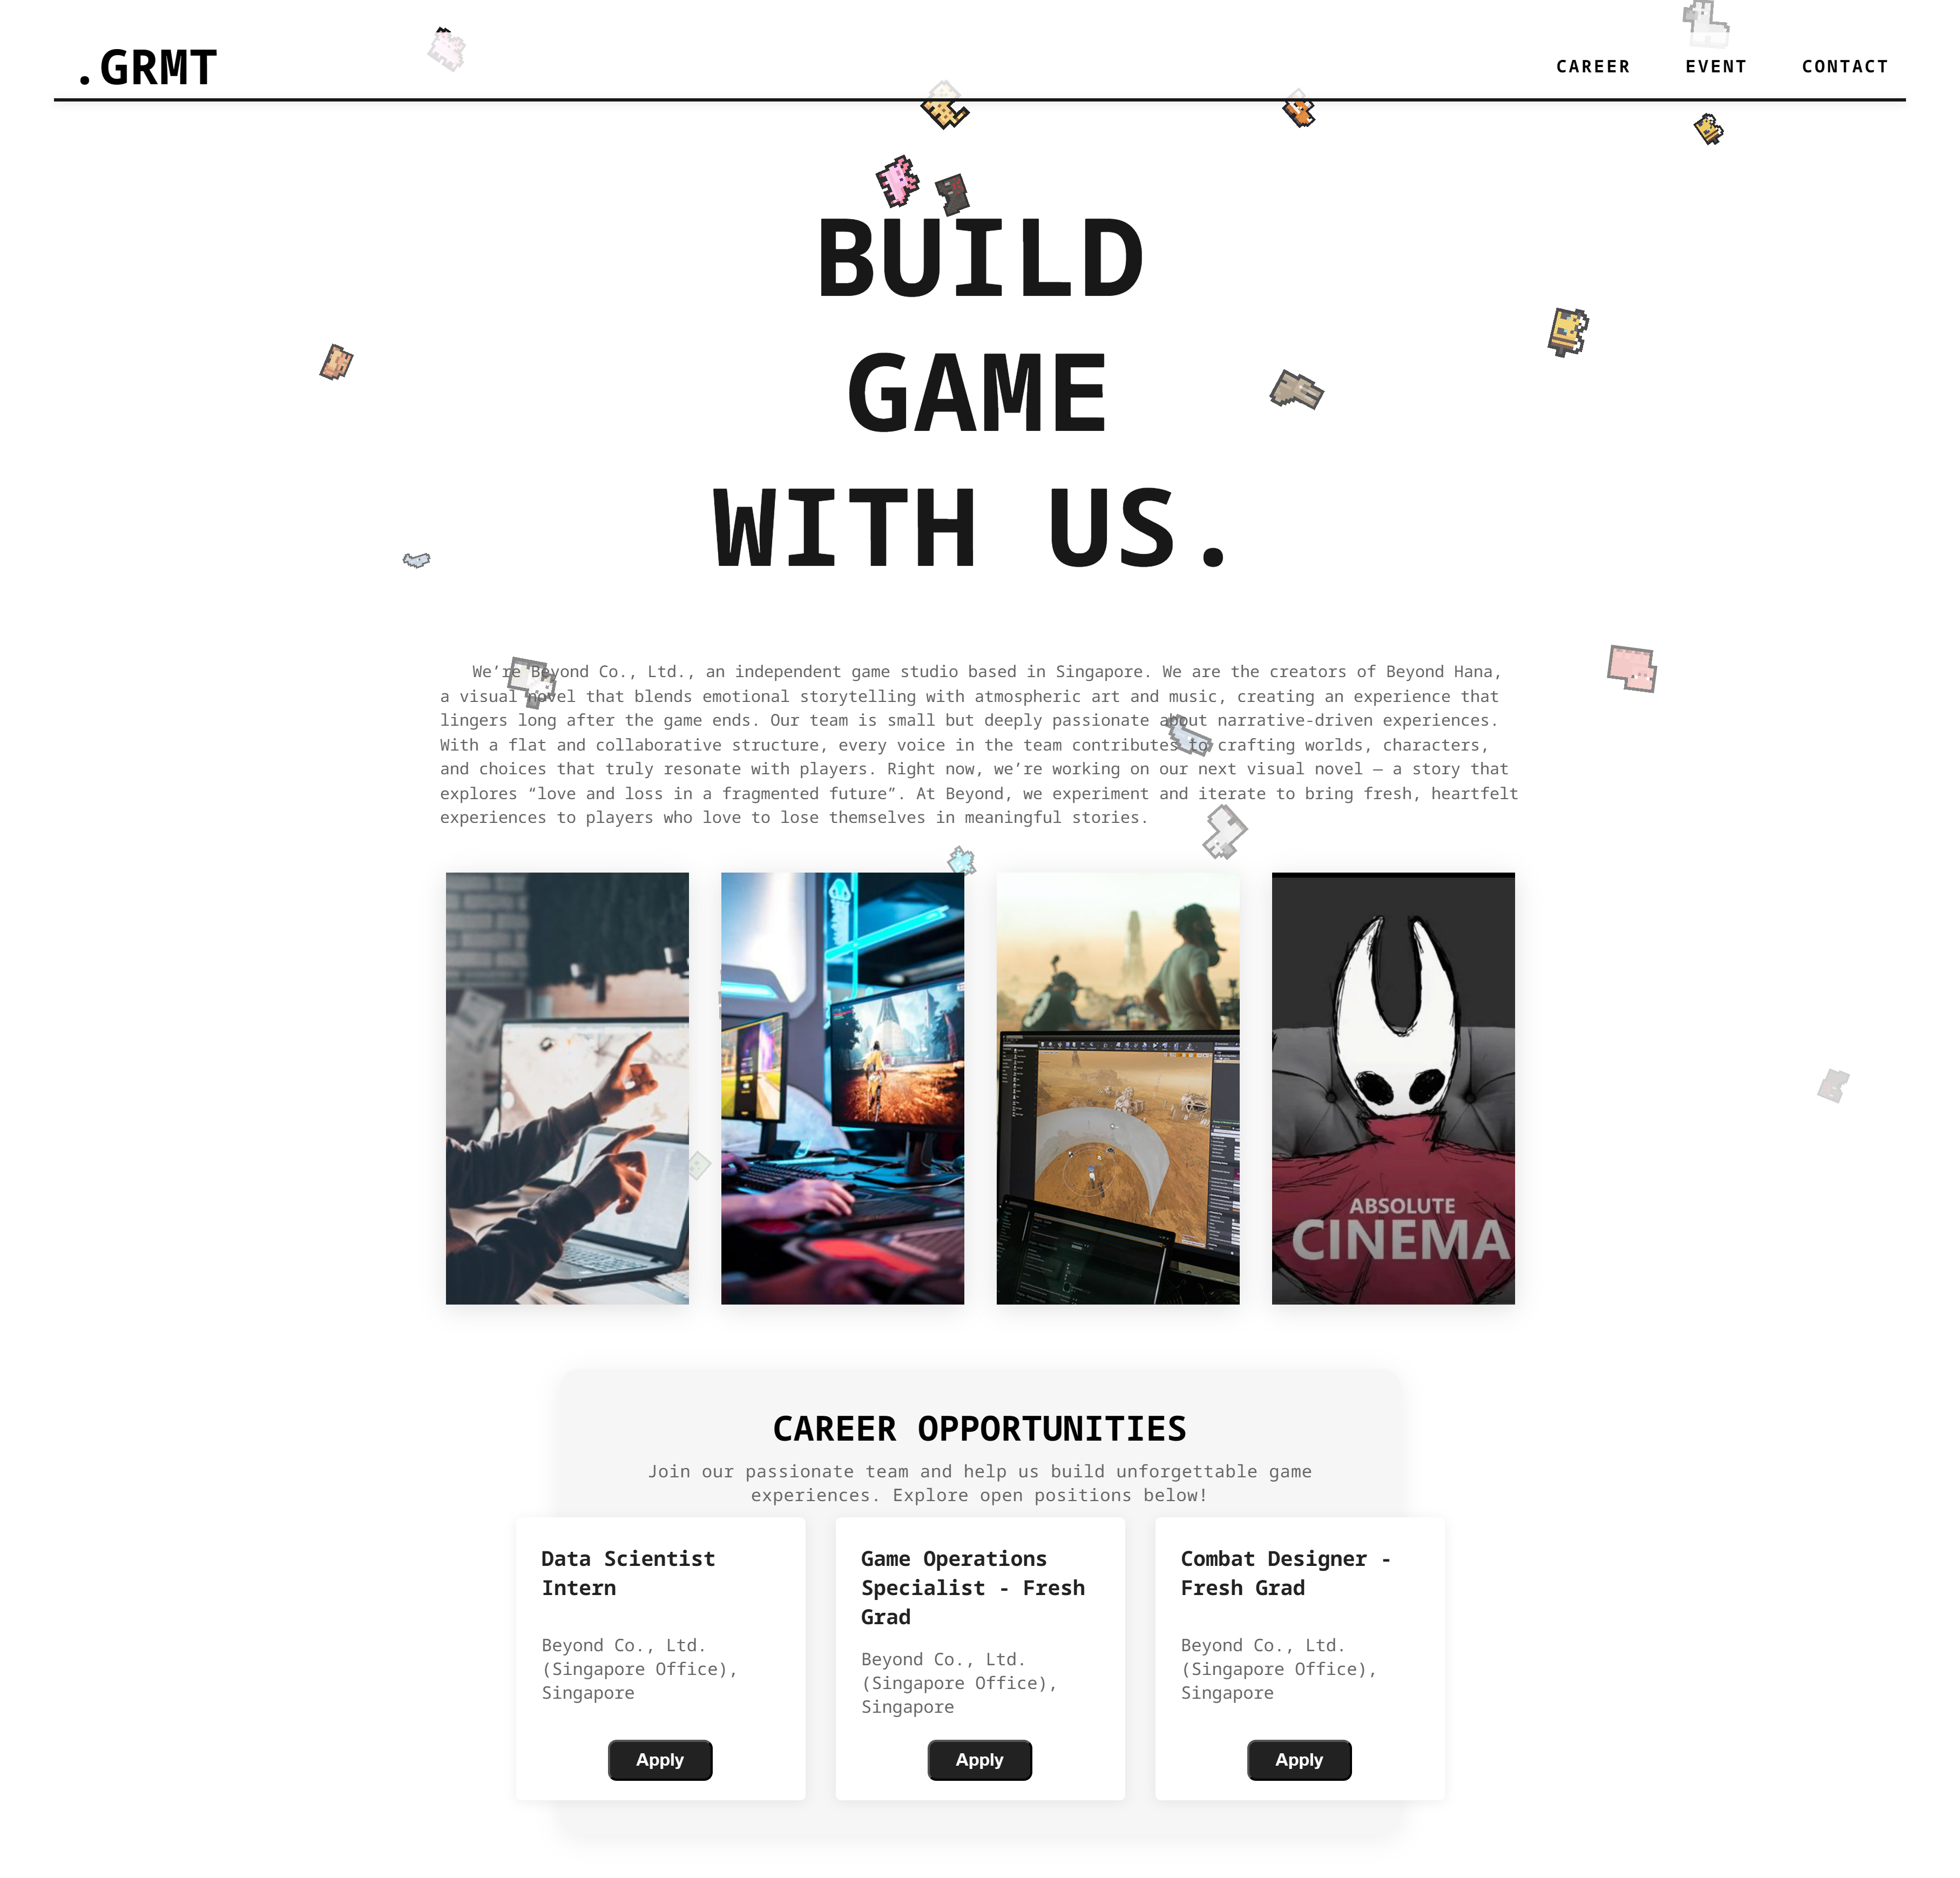 .GRMT
CAREER EVENT CONTACT
BUILD
GAME
WITH US.
We’re Beyond Co., Ltd., an independent game studio based in Singapore. We are the creators of Beyond Hana,
a visual novel that blends emotional storytelling with atmospheric art and music, creating an experience that
lingers long after the game ends. Our team is small but deeply passionate about narrative-driven experiences.
With a flat and collaborative structure, every voice in the team contributes to crafting worlds, characters,
and choices that truly resonate with players. Right now, we’re working on our next visual novel — a story that
explores “love and loss in a fragmented future”. At Beyond, we experiment and iterate to bring fresh, heartfelt
experiences to players who love to lose themselves in meaningful stories.
ABSOLUTE
CINEMA
CAREER OPPORTUNITIES
Join our passionate team and help us build unforgettable game
experiences. Explore open positions below!
Data Scientist
Intern
Beyond Co., Ltd.
(Singapore Office),
Singapore
Apply
Game Operations
Specialist - Fresh
Grad
Beyond Co., Ltd.
(Singapore Office),
Singapore
Apply
Combat Designer -
Fresh Grad
Beyond Co., Ltd.
(Singapore Office),
Singapore
Apply